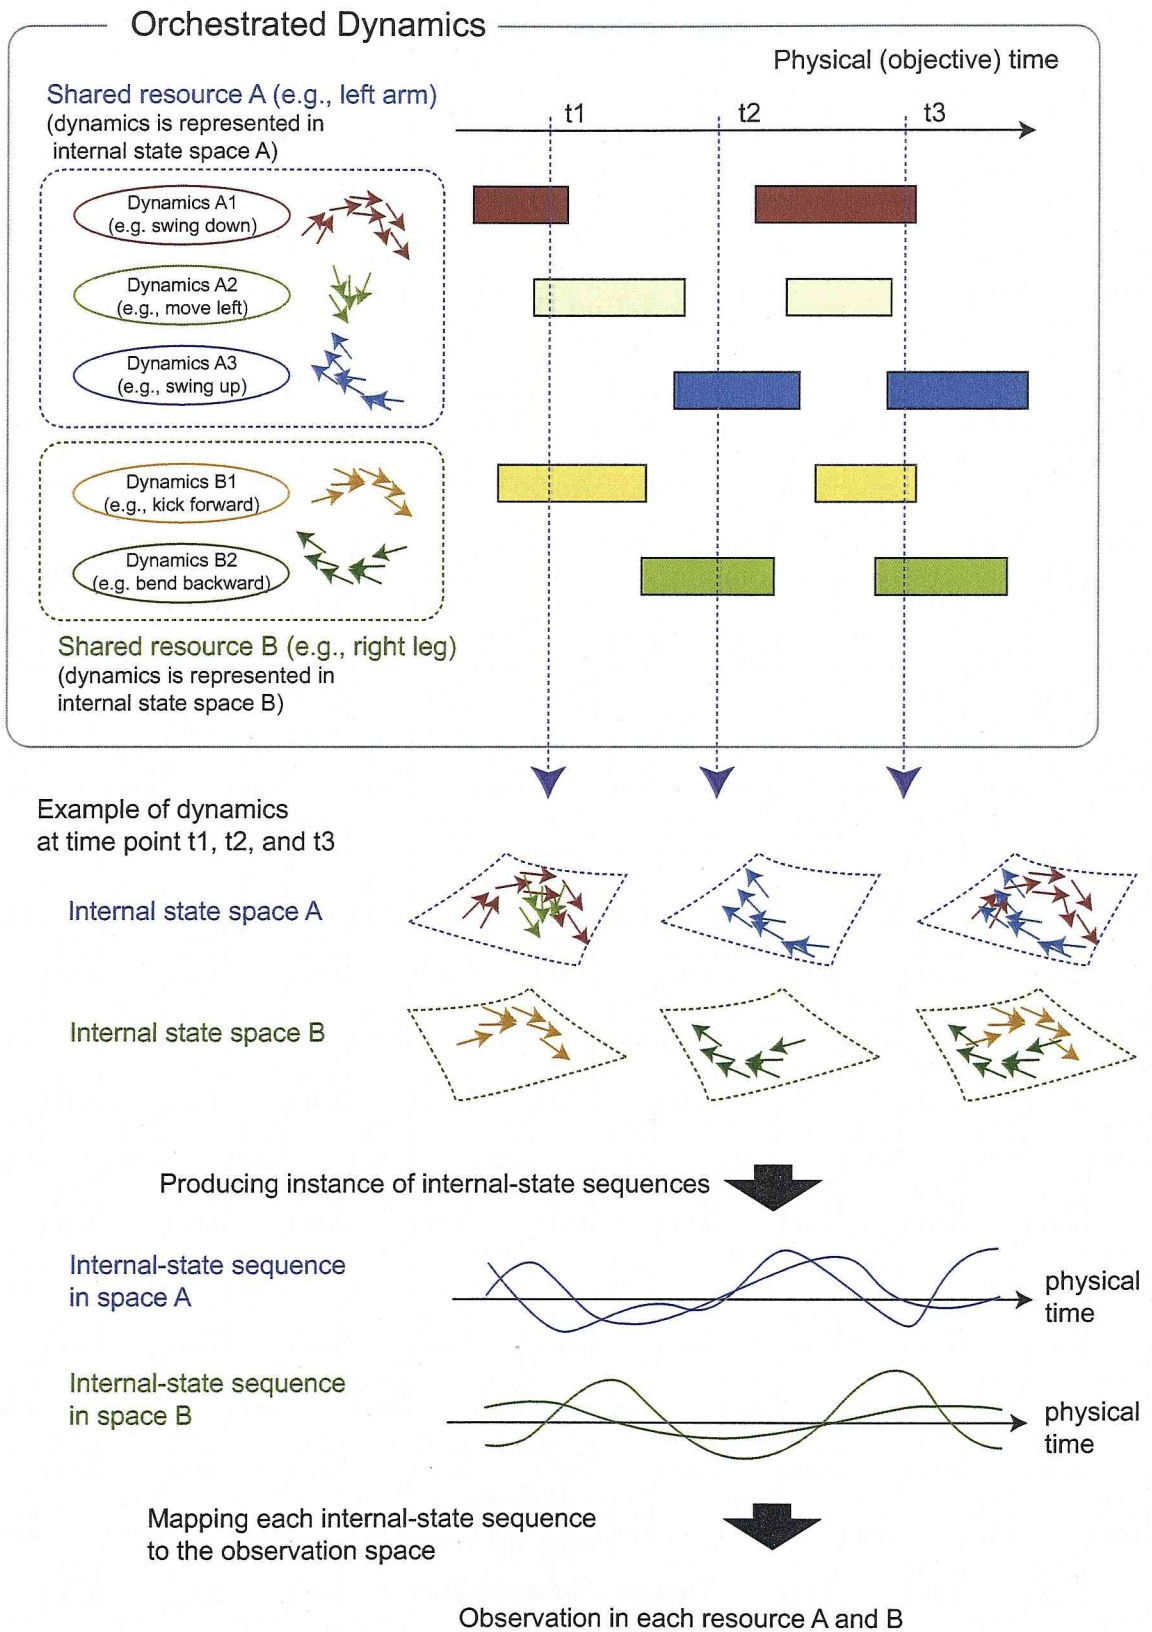 Orchestrated Dynamics
Physical (objective) time
Shared resource A (e.g., left arm)
(dynamics is represented in
internal state space A)
t1
t2
t3
Dynamics A1
(e.g. swing down)
Dynamics A2
(e.g., move left)
Dynamics A3
(e.g., swing up)
Dynamics B1
(e.g., kick forward)
Dynamics B2
(e.g. bend backward)
Shared resource B (e.g., right leg)
(dynamics is represented in
internal state space B)
Example of dynamics
at time point t1, t2, and t3
Internal state space A
Internal state space B
Producing instance of internal-state sequences
Internal-state sequence
in space A
physical
time
Internal-state sequence
in space B
physical
time
Mapping each internal-state sequence
to the observation space
Observation in each resource A and B